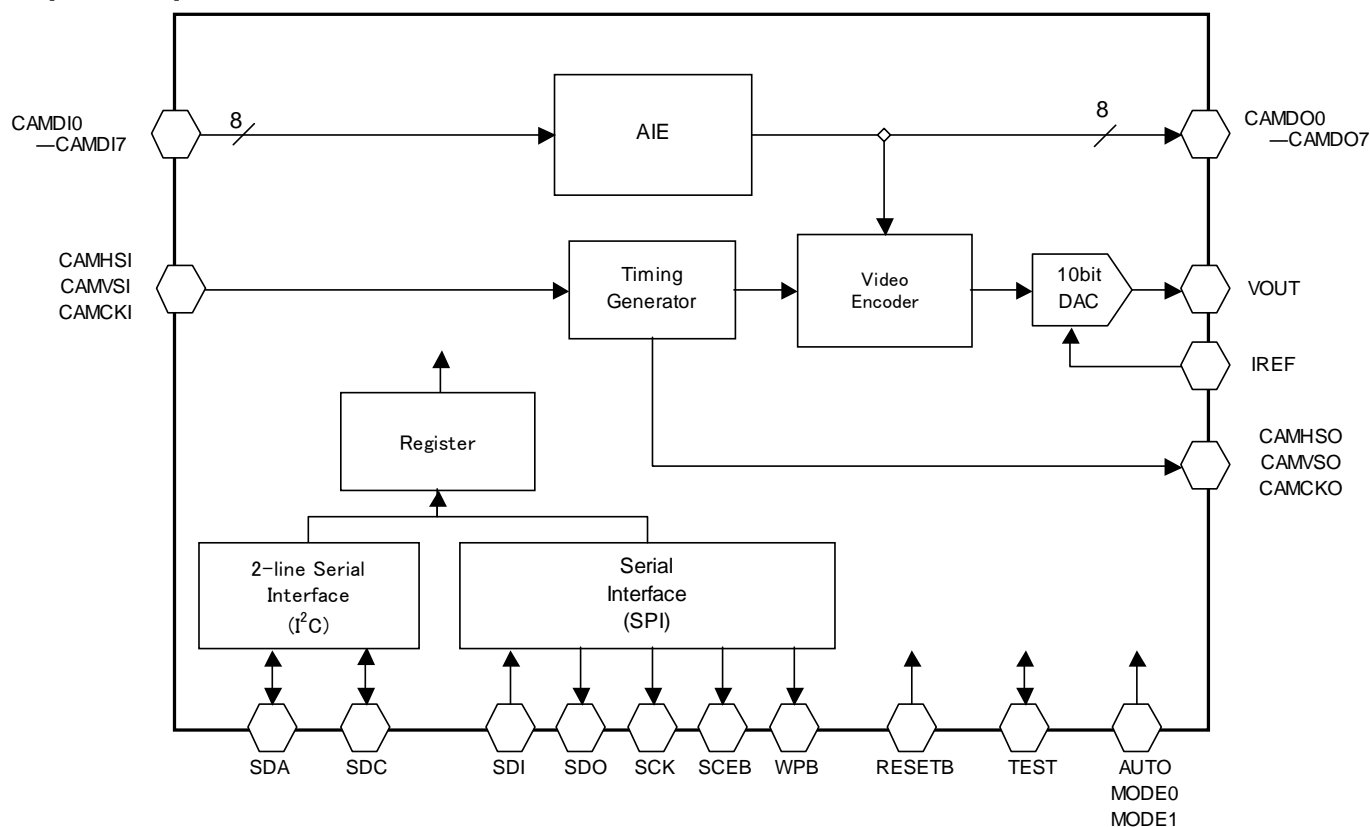 CAMDI0
—CAMDI7
8
AIE
8
CAMDO0
—CAMDO7
CAMHSI
CAMVSI
CAMCKI
Timing
Generator
Video
Encoder
10bit
DAC
VOUT
IREF
Register
CAMHSO
CAMVSO
CAMCKO
2-line Serial
Interface
(I²C)
Serial
Interface
(SPI)
SDA
SDC
SDI
SDO
SCK
SCEB
WPB
RESETB
TEST
AUTO
MODE0
MODE1